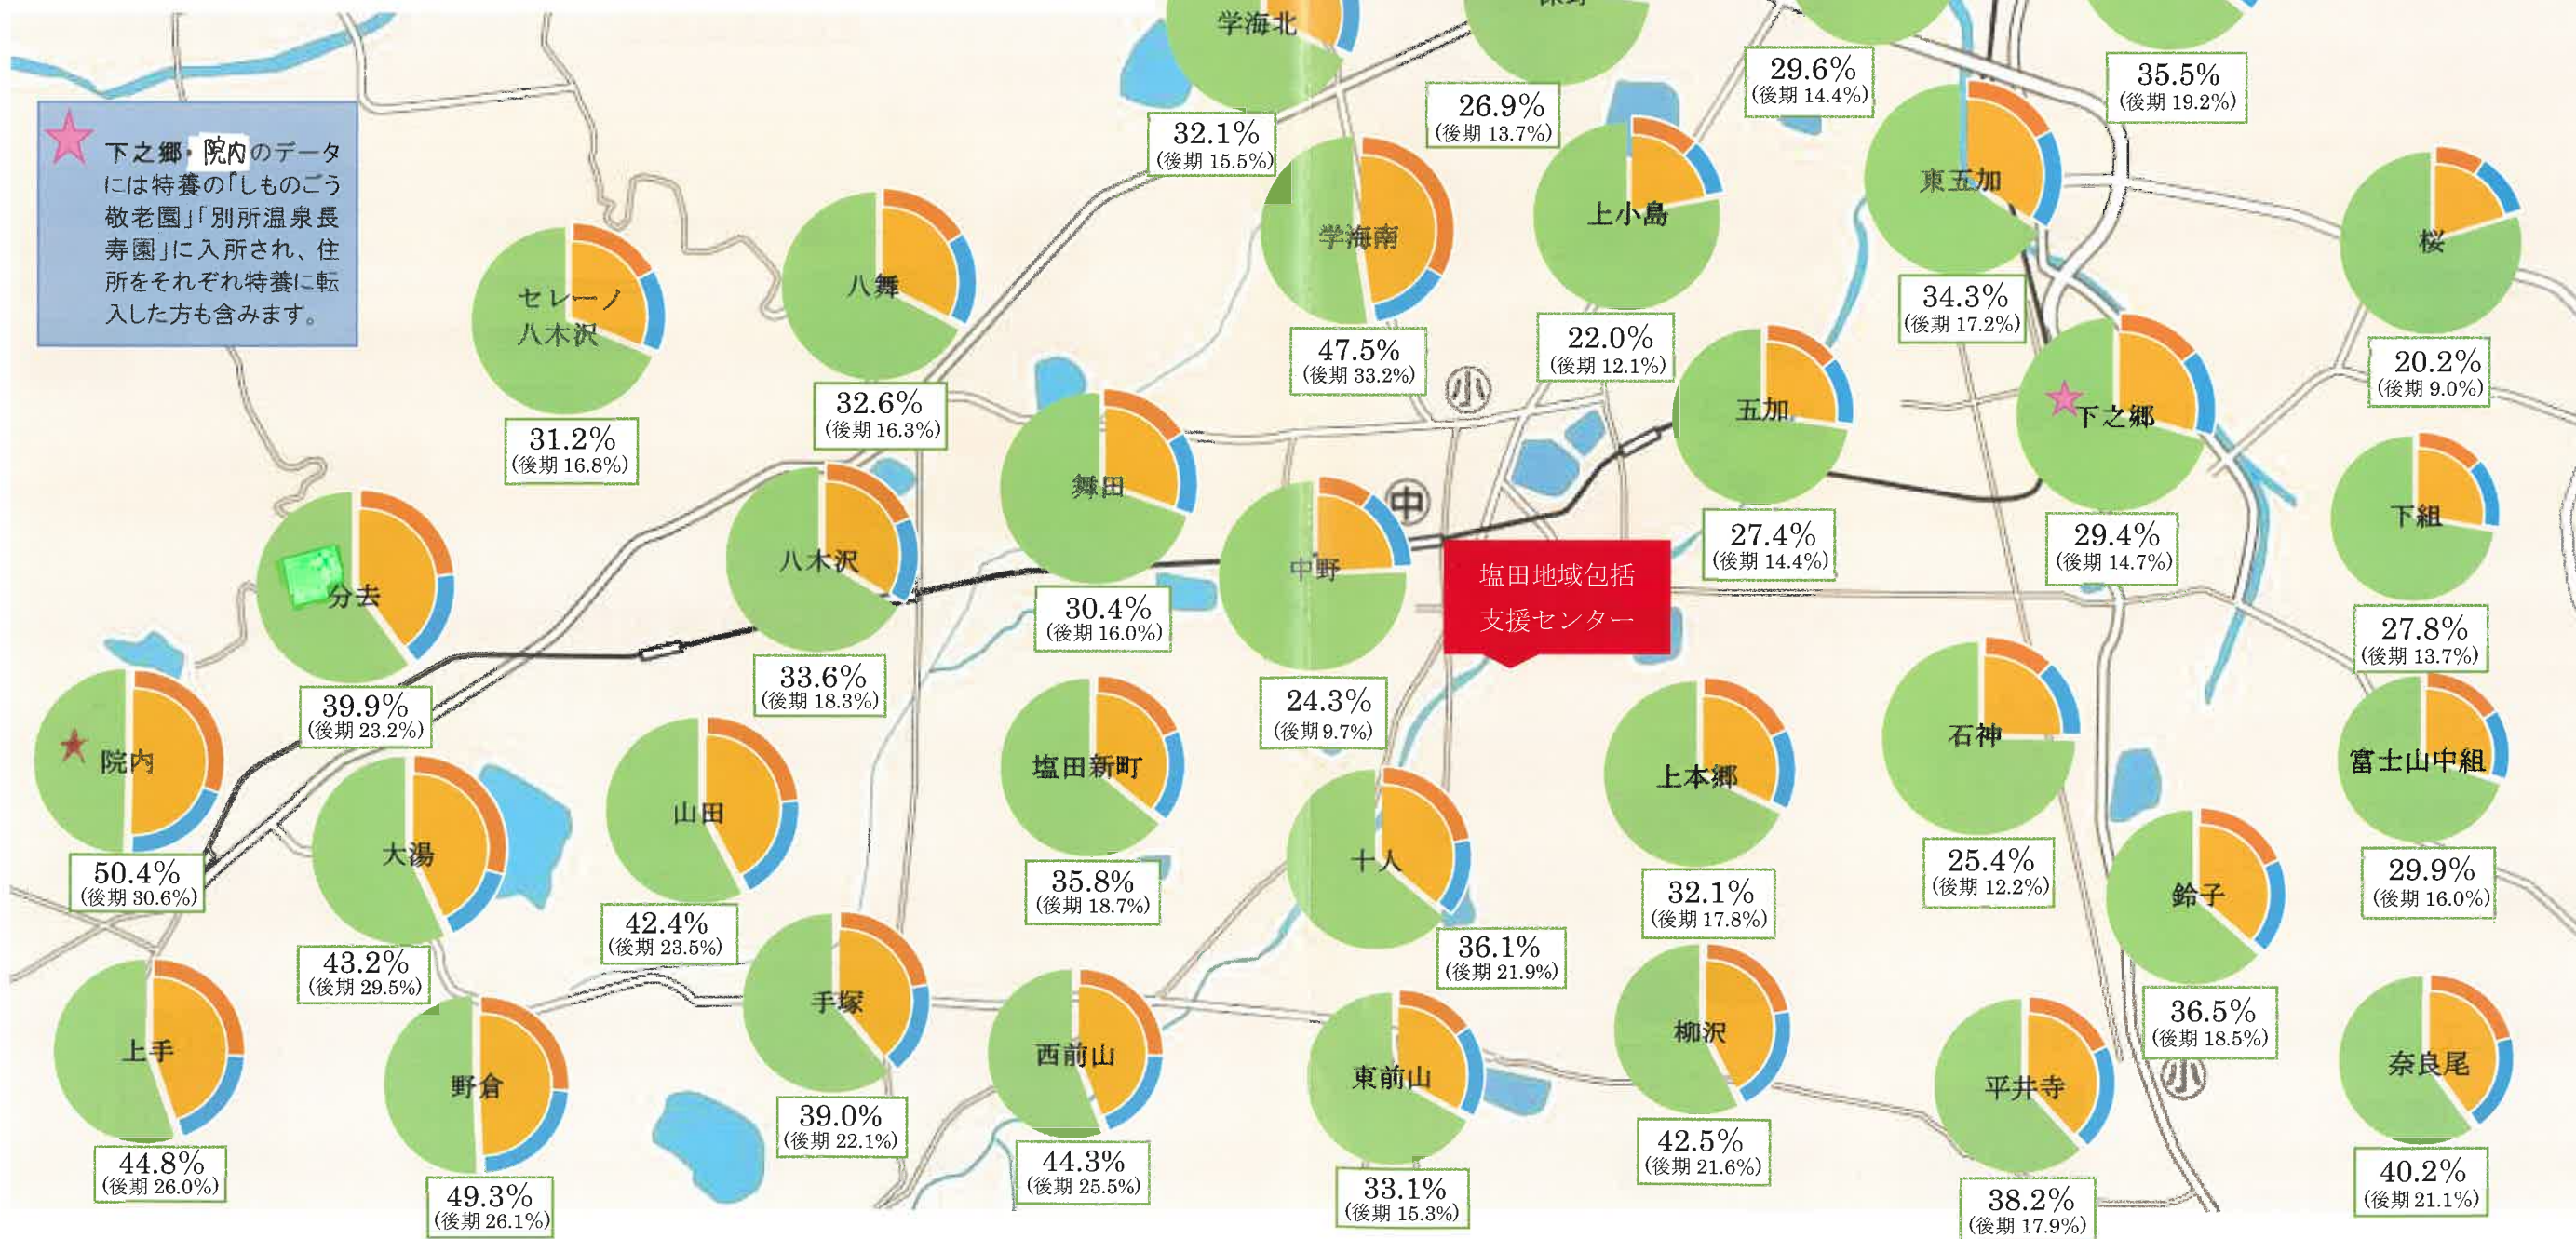 学海北
32.1%
(後期 15.5%)
26.9%
(後期 13.7%)
29.6%
(後期 14.4%)
35.5%
(後期 19.2%)
下之郷・院内のデータ
には特養の「しものごう
敬老園」「別所温泉長
寿園」に入所され、住
所をそれぞれ特養に転
入した方も含みます。
セレーノ
八木沢
31.2%
(後期 16.8%)
八舞
32.6%
(後期 16.3%)
学海南
47.5%
(後期 33.2%)
上小島
22.0%
(後期 12.1%)
東五加
34.3%
(後期 17.2%)
桜
20.2%
(後期 9.0%)
小
五加
27.4%
(後期 14.4%)
下之郷
29.4%
(後期 14.7%)
下組
27.8%
(後期 13.7%)
舞田
30.4%
(後期 16.0%)
中
中野
24.3%
(後期 9.7%)
塩田地域包括
支援センター
八木沢
33.6%
(後期 18.3%)
分去
39.9%
(後期 23.2%)
院内
50.4%
(後期 30.6%)
大湯
43.2%
(後期 29.5%)
山田
42.4%
(後期 23.5%)
塩田新町
35.8%
(後期 18.7%)
十人
36.1%
(後期 21.9%)
上本郷
32.1%
(後期 17.8%)
石神
25.4%
(後期 12.2%)
富士山中組
29.9%
(後期 16.0%)
鈴子
36.5%
(後期 18.5%)
上手
44.8%
(後期 26.0%)
野倉
49.3%
(後期 26.1%)
手塚
39.0%
(後期 22.1%)
西前山
44.3%
(後期 25.5%)
東前山
33.1%
(後期 15.3%)
柳沢
42.5%
(後期 21.6%)
平井寺
38.2%
(後期 17.9%)
小
奈良尾
40.2%
(後期 21.1%)